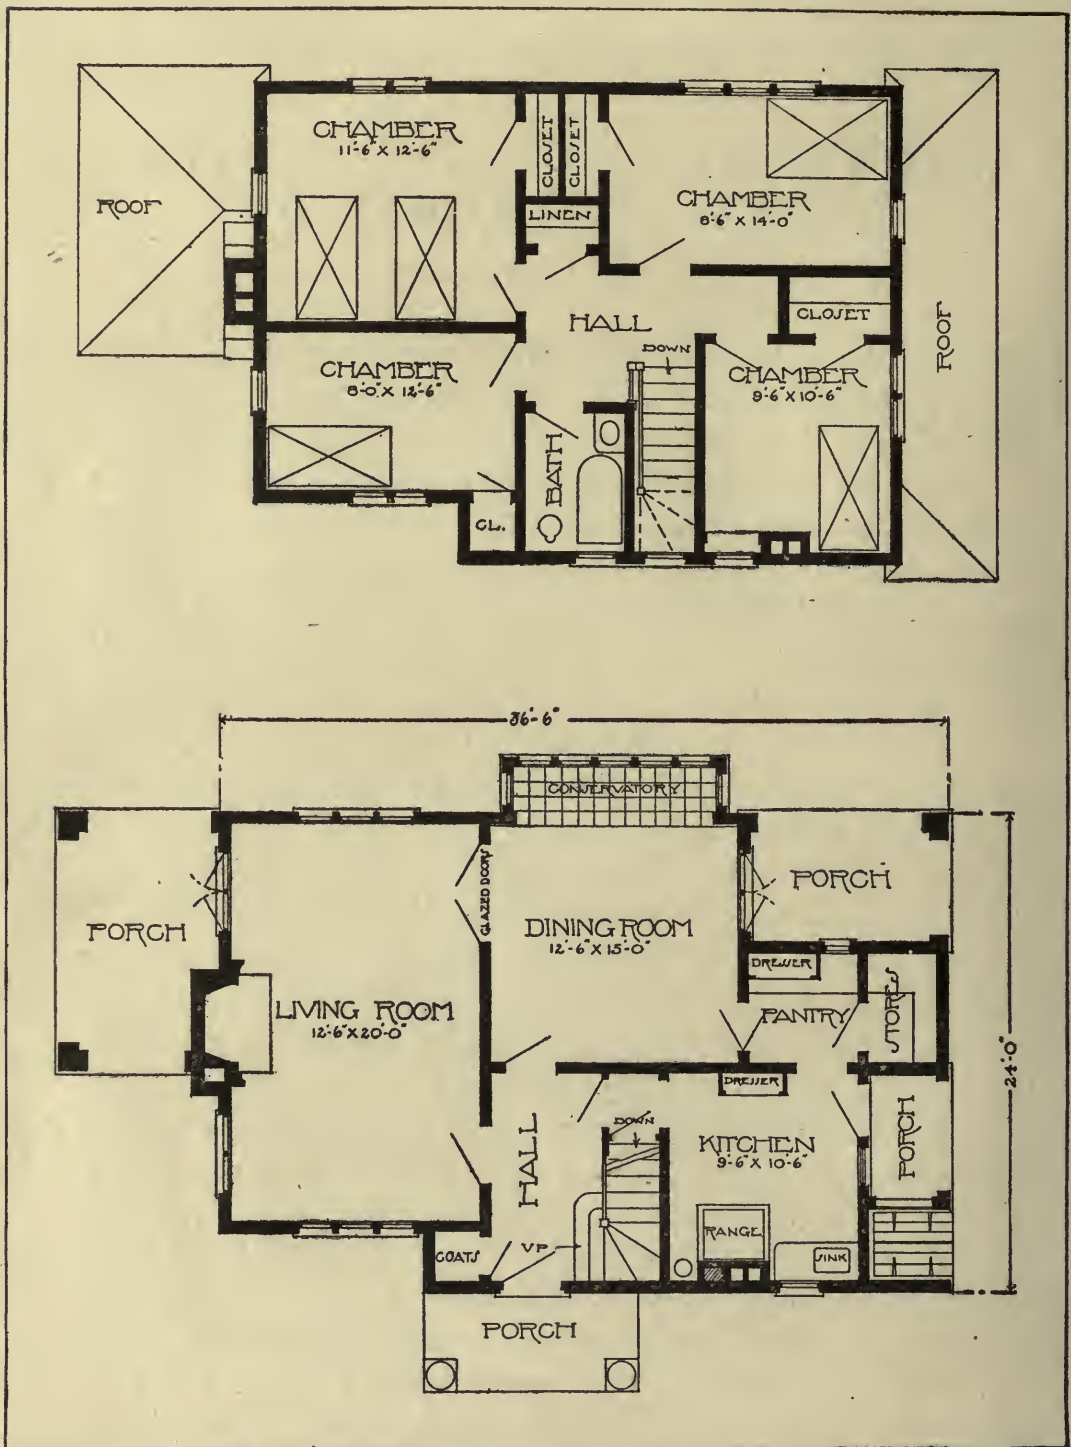 CHAMBER
11'-6" X 12'-6"
CLOSET
CLOSET
LINEN
CHAMBER
8'-6" X 14'-0"
ROOF
HALL
CLOSET
DOWN
ROOF
CHAMBER
8'-0" X 12'-6"
CHAMBER
9'-6" X 10'-6"
BATH
CL.
36'-6"
CONSERVATORY
GLAZED DOORS
PORCH
PORCH
DINING ROOM
12'-6" X 15'-0"
DRESSER
STORES
LIVING ROOM
12'-6" X 20'-0"
PANTRY
24'-0"
DRESSER
HALL
DOWN
KITCHEN
9'-6" X 10'-6"
PORCH
RANGE
COATS
UP
SINK
PORCH